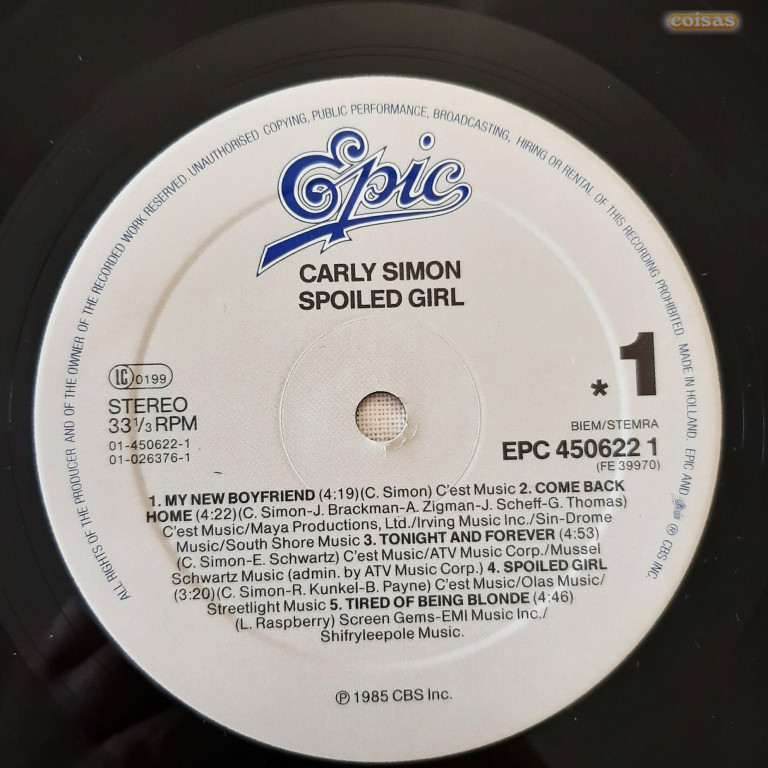 coisas
ALL RIGHTS OF THE PRODUCER AND OF THE OWNER OF THE RECORDED WORK RESERVED. UNAUTHORISED COPYING, PUBLIC PERFORMANCE, BROADCASTING, HIRING OR RENTAL OF THIS RECORDING PROHIBITED. MADE IN HOLLAND. EPIC AND Epic ® CBS INC.
Epic
CARLY SIMON
SPOILED GIRL
LC 0199
STEREO
33 1/3 RPM
01-450622-1
01-026376-1
* 1
BIEM/STEMRA
EPC 450622 1
(FE 39970)
1. MY NEW BOYFRIEND (4:19)(C. Simon) C'est Music 2. COME BACK
HOME (4:22)(C. Simon-J. Brackman-A. Zigman-J. Scheff-G. Thomas)
C'est Music/Maya Productions, Ltd./Irving Music Inc./Sin-Drome
Music/South Shore Music 3. TONIGHT AND FOREVER (4:53)
(C. Simon-E. Schwartz) C'est Music/ATV Music Corp./Mussel
Schwartz Music (admin. by ATV Music Corp.) 4. SPOILED GIRL
(3:20)(C. Simon-R. Kunkel-B. Payne) C'est Music/Olas Music/
Streetlight Music 5. TIRED OF BEING BLONDE (4:46)
(L. Raspberry) Screen Gems-EMI Music Inc./
Shifryleepole Music.
℗ 1985 CBS Inc.